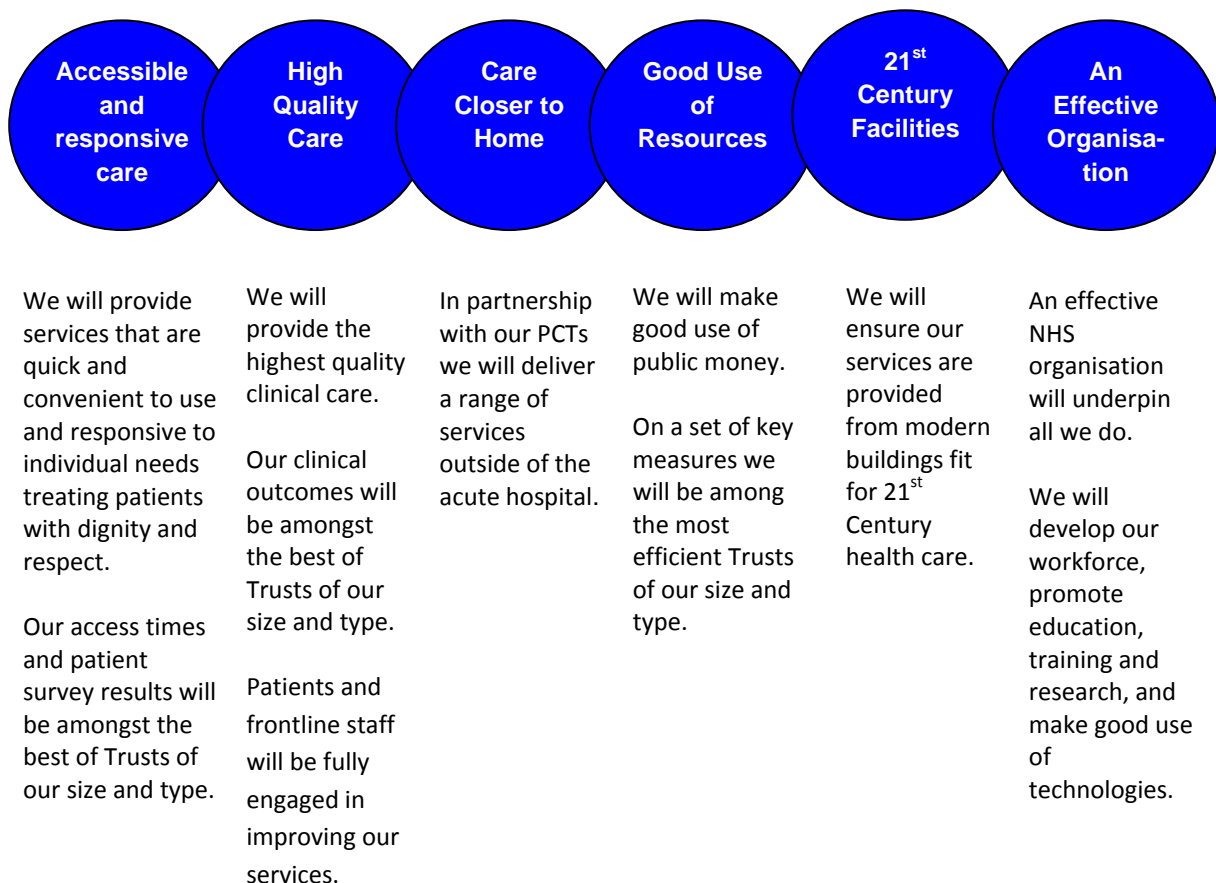 Accessible
and
responsive
care
High
Quality
Care
Care
Closer to
Home
Good Use
of
Resources
21st
Century
Facilities
An
Effective
Organisa-
tion
We will provide
services that are
quick and
convenient to use
and responsive to
individual needs
treating patients
with dignity and
respect.
Our access times
and patient
survey results will
be amongst the
best of Trusts of
our size and type.
We will
provide the
highest quality
clinical care.
Our clinical
outcomes will
be amongst
the best of
Trusts of our
size and type.
Patients and
frontline staff
will be fully
engaged in
improving our
services.
In partnership
with our PCTs
we will deliver
a range of
services
outside of the
acute hospital.
We will make
good use of
public money.
On a set of key
measures we
will be among
the most
efficient Trusts
of our size and
type.
We will
ensure our
services are
provided
from modern
buildings fit
for 21st
Century
health care.
An effective
NHS
organisation
will underpin
all we do.
We will
develop our
workforce,
promote
education,
training and
research, and
make good use
of
technologies.